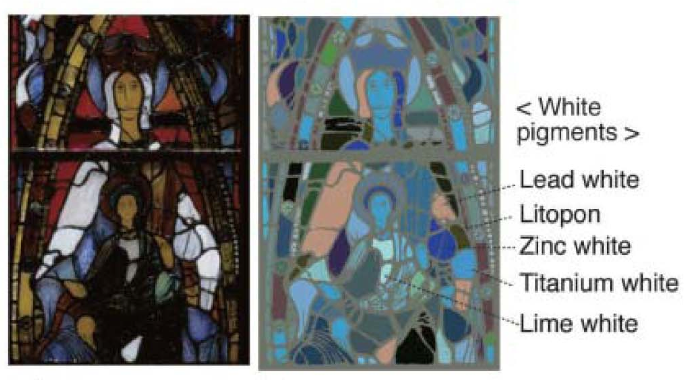 < White
pigments >
Lead white
Litopon
Zinc white
Titanium white
Lime white